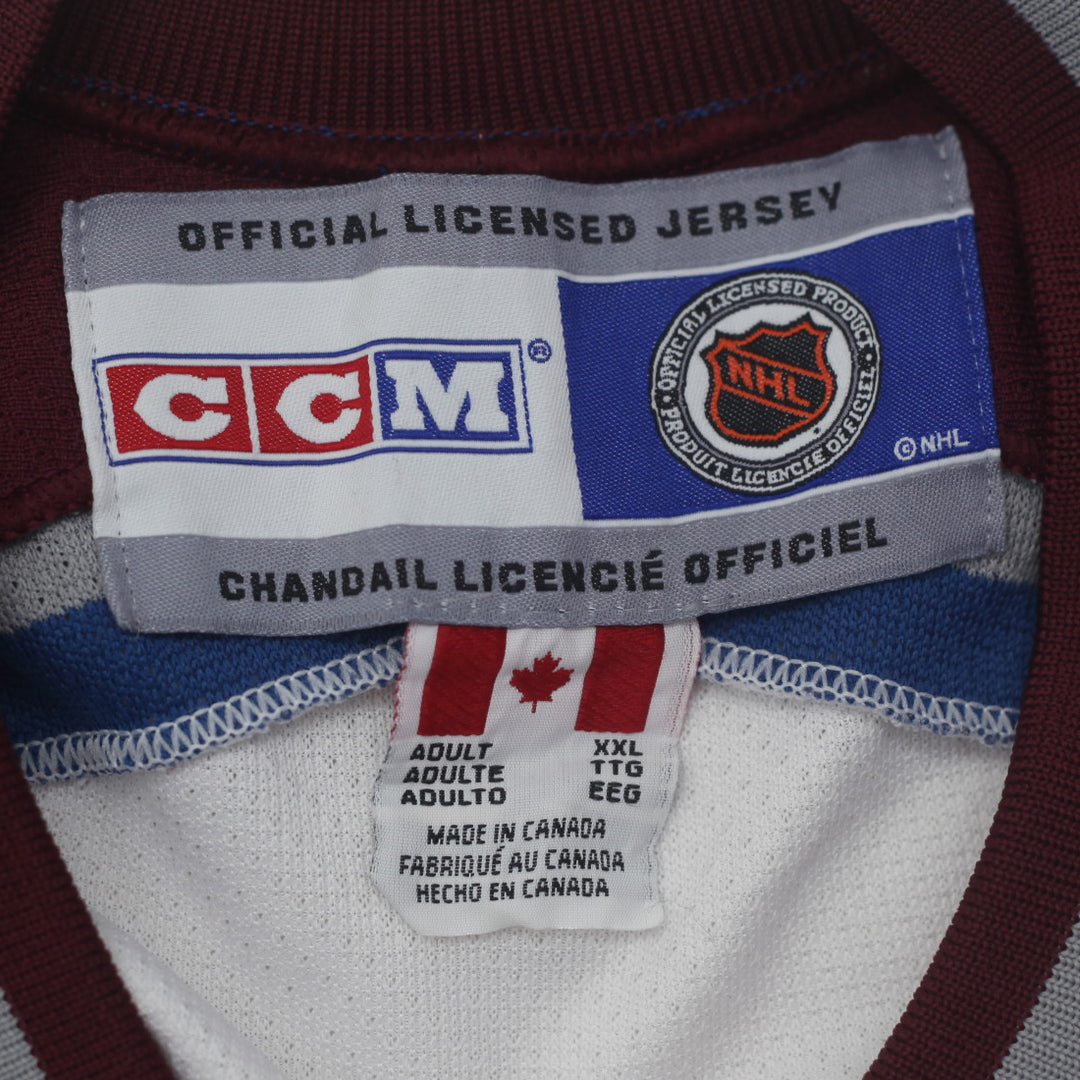 OFFICIAL LICENSED JERSEY
CCM®
OFFICIAL LICENSED PRODUCT
NHL
PRODUIT LICENCIÉ OFFICIEL
©NHL
CHANDAIL LICENCIÉ OFFICIEL
ADULT XXL
ADULTE TTG
ADULTO EEG
MADE IN CANADA
FABRIQUÉ AU CANADA
HECHO EN CANADA